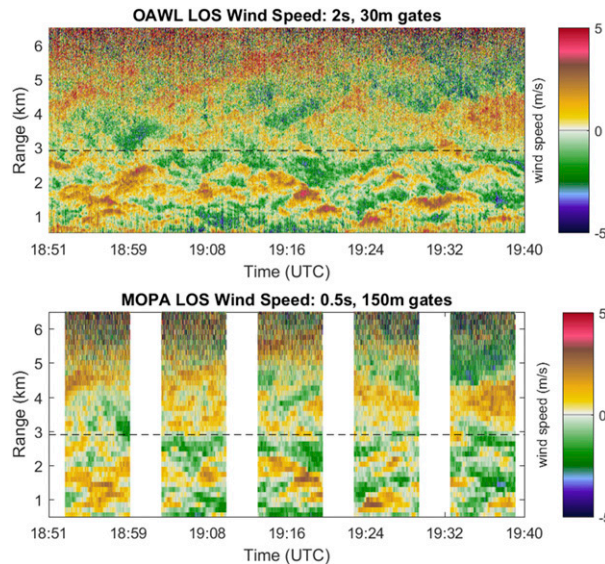 OAWL LOS Wind Speed: 2s, 30m gates
6
5
4
3
2
1
Range (km)
18:51 18:59 19:08 19:16 19:24 19:32 19:40
Time (UTC)
5
0
-5
wind speed (m/s)
MOPA LOS Wind Speed: 0.5s, 150m gates
6
5
4
3
2
1
Range (km)
18:51 18:59 19:08 19:16 19:24 19:32 19:40
Time (UTC)
5
0
-5
wind speed (m/s)